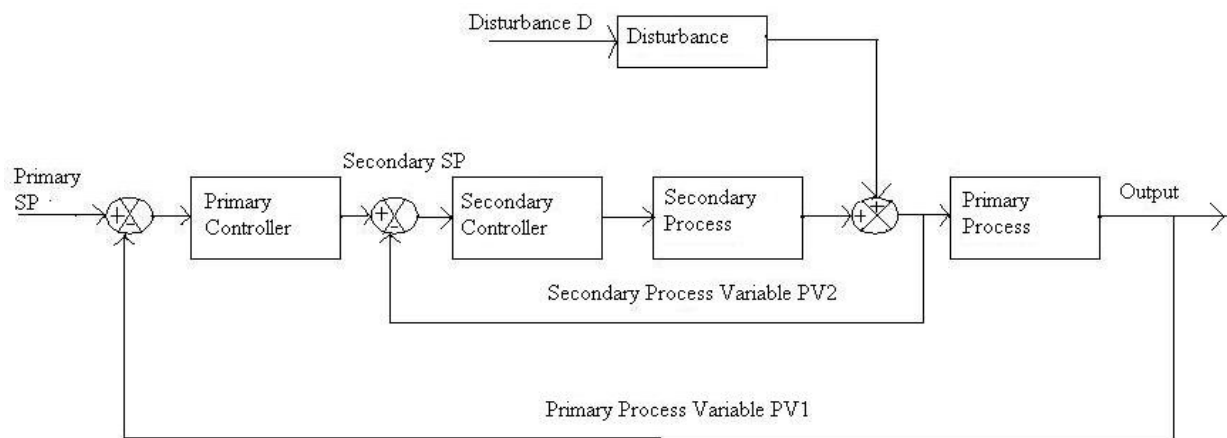 Disturbance D
Disturbance
Primary
SP
Primary
Controller
Secondary SP
Secondary
Controller
Secondary
Process
Primary
Process
Output
Secondary Process Variable PV2
Primary Process Variable PV1